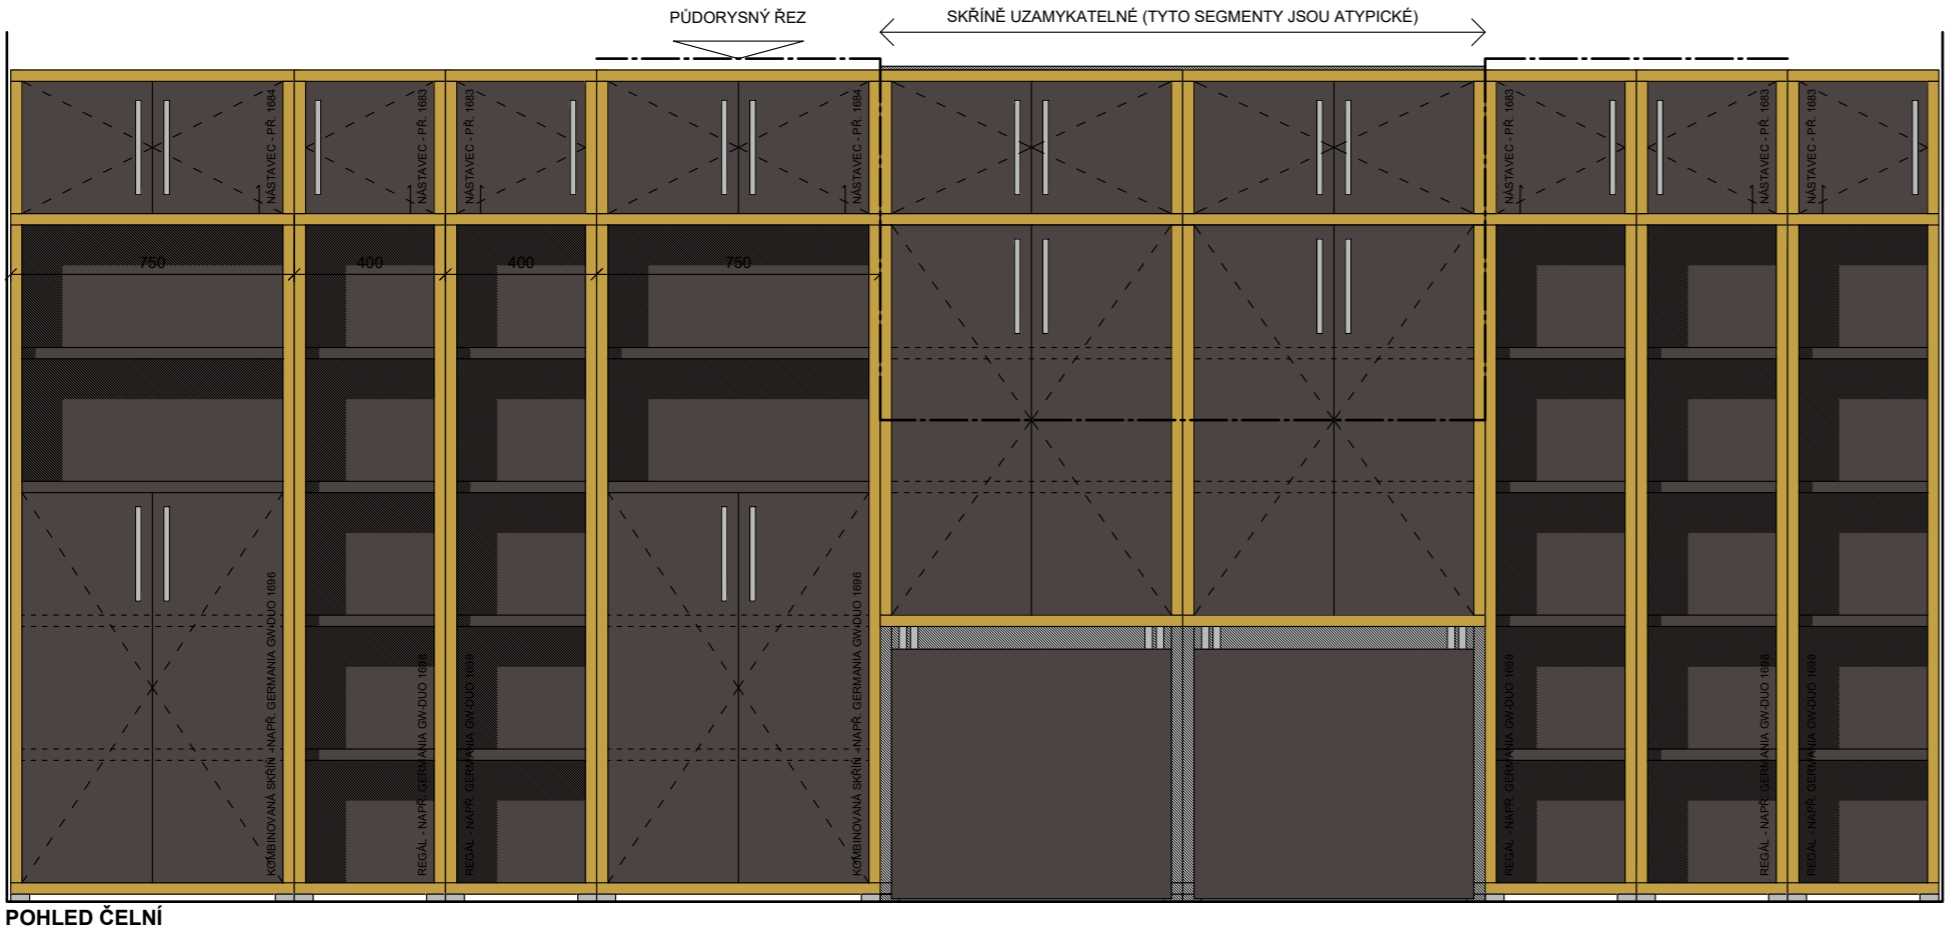 PŮDORYSNÝ ŘEZ
SKŘÍNĚ UZAMYKATELNÉ (TYTO SEGMENTY JSOU ATYPICKÉ)
NÁSTAVEC - PŘ. 1684
NÁSTAVEC - PŘ. 1683
NÁSTAVEC - PŘ. 1683
NÁSTAVEC - PŘ. 1684
NÁSTAVEC - PŘ. 1683
NÁSTAVEC - PŘ. 1683
NÁSTAVEC - PŘ. 1683
750
400
400
750
KOMBINOVANÁ SKŘÍŇ - NAPŘ. GERMANIA GW-DUO 1696
REGÁL - NAPŘ. GERMANIA GW-DUO 1698
REGÁL - NAPŘ. GERMANIA GW-DUO 1698
KOMBINOVANÁ SKŘÍŇ - NAPŘ. GERMANIA GW-DUO 1696
REGÁL - NAPŘ. GERMANIA GW-DUO 1698
REGÁL - NAPŘ. GERMANIA GW-DUO 1698
REGÁL - NAPŘ. GERMANIA GW-DUO 1698
POHLED ČELNÍ